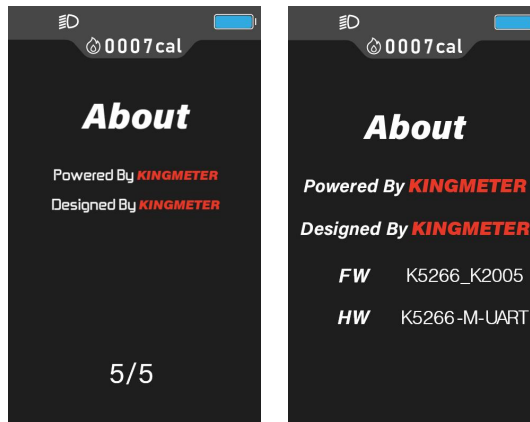 0007cal
About
Powered By KINGMETER
Designed By KINGMETER
5/5
0007cal
About
Powered By KINGMETER
Designed By KINGMETER
FW K5266_K2005
HW K5266-M-UART